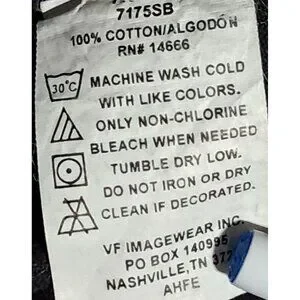 7175SB
100% COTTON/ALGODÓN
RN# 14666
30°C
MACHINE WASH COLD
WITH LIKE COLORS.
ONLY NON-CHLORINE
BLEACH WHEN NEEDED
TUMBLE DRY LOW.
DO NOT IRON OR DRY
CLEAN IF DECORATED.
VF IMAGEWEAR INC.
PO BOX 140995
NASHVILLE, TN
AHFE